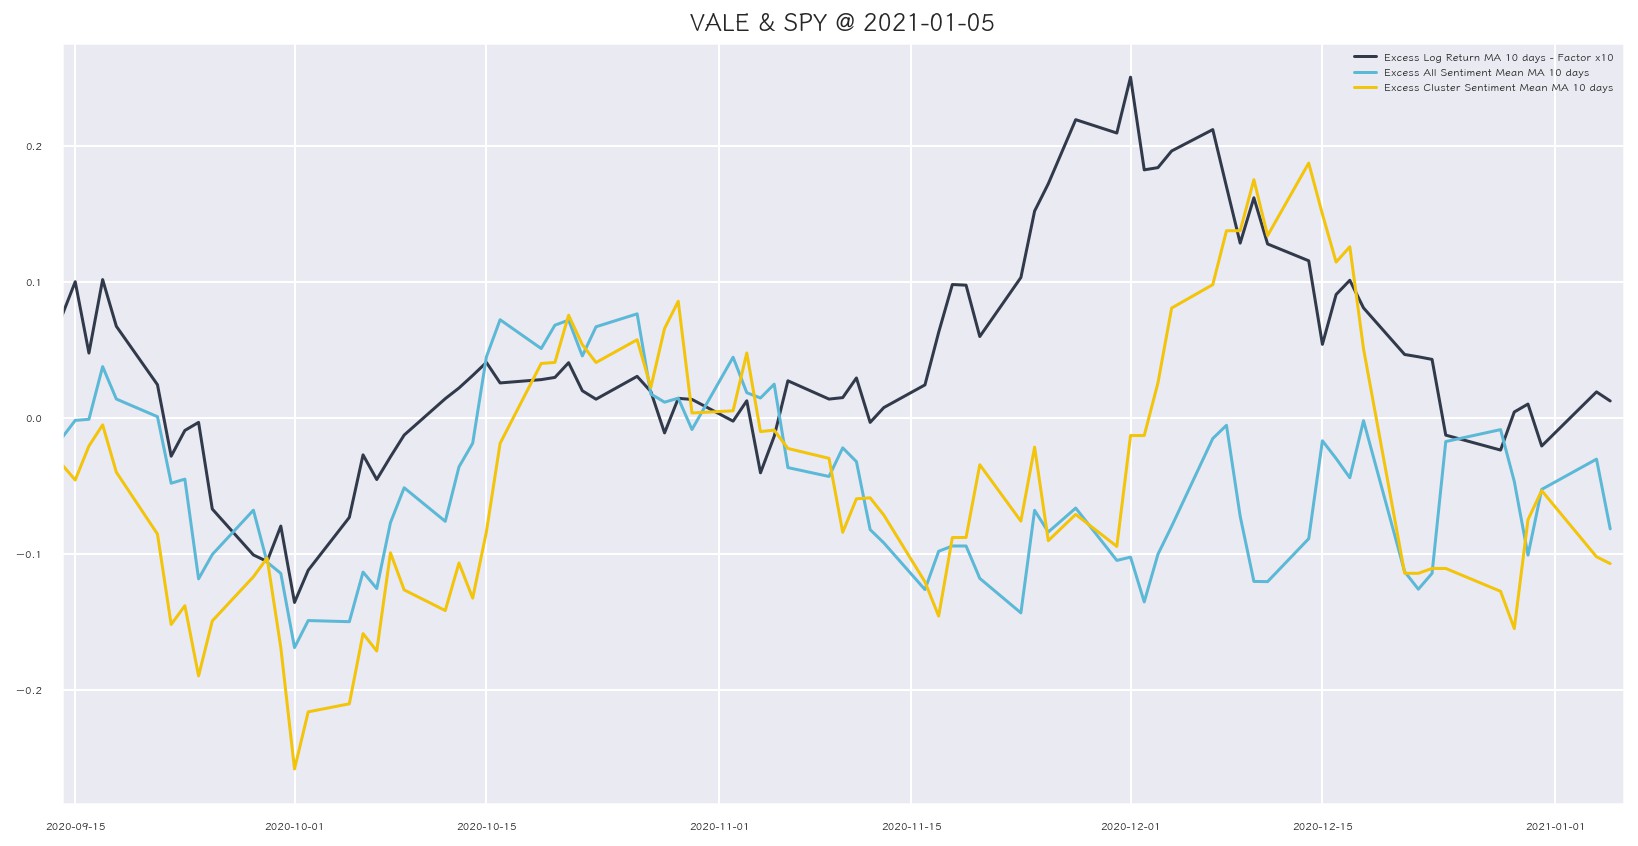 VALE & SPY @ 2021-01-05
Excess Log Return MA 10 days - Factor x10
Excess All Sentiment Mean MA 10 days
Excess Cluster Sentiment Mean MA 10 days
0.2
0.1
0.0
−0.1
−0.2
2020-09-15 2020-10-01 2020-10-15 2020-11-01 2020-11-15 2020-12-01 2020-12-15 2021-01-01